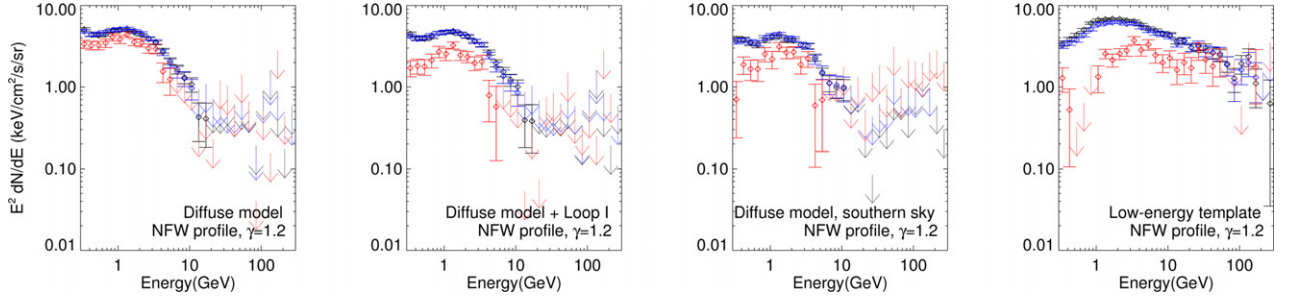 E² dN/dE (keV/cm²/s/sr)
10.00
1.00
0.10
0.01
1
10
100
Energy(GeV)
Diffuse model
NFW profile, γ=1.2
10.00
1.00
0.10
0.01
1
10
100
Energy(GeV)
Diffuse model + Loop I
NFW profile, γ=1.2
10.00
1.00
0.10
0.01
1
10
100
Energy(GeV)
Diffuse model, southern sky
NFW profile, γ=1.2
10.00
1.00
0.10
0.01
1
10
100
Energy(GeV)
Low-energy template
NFW profile, γ=1.2